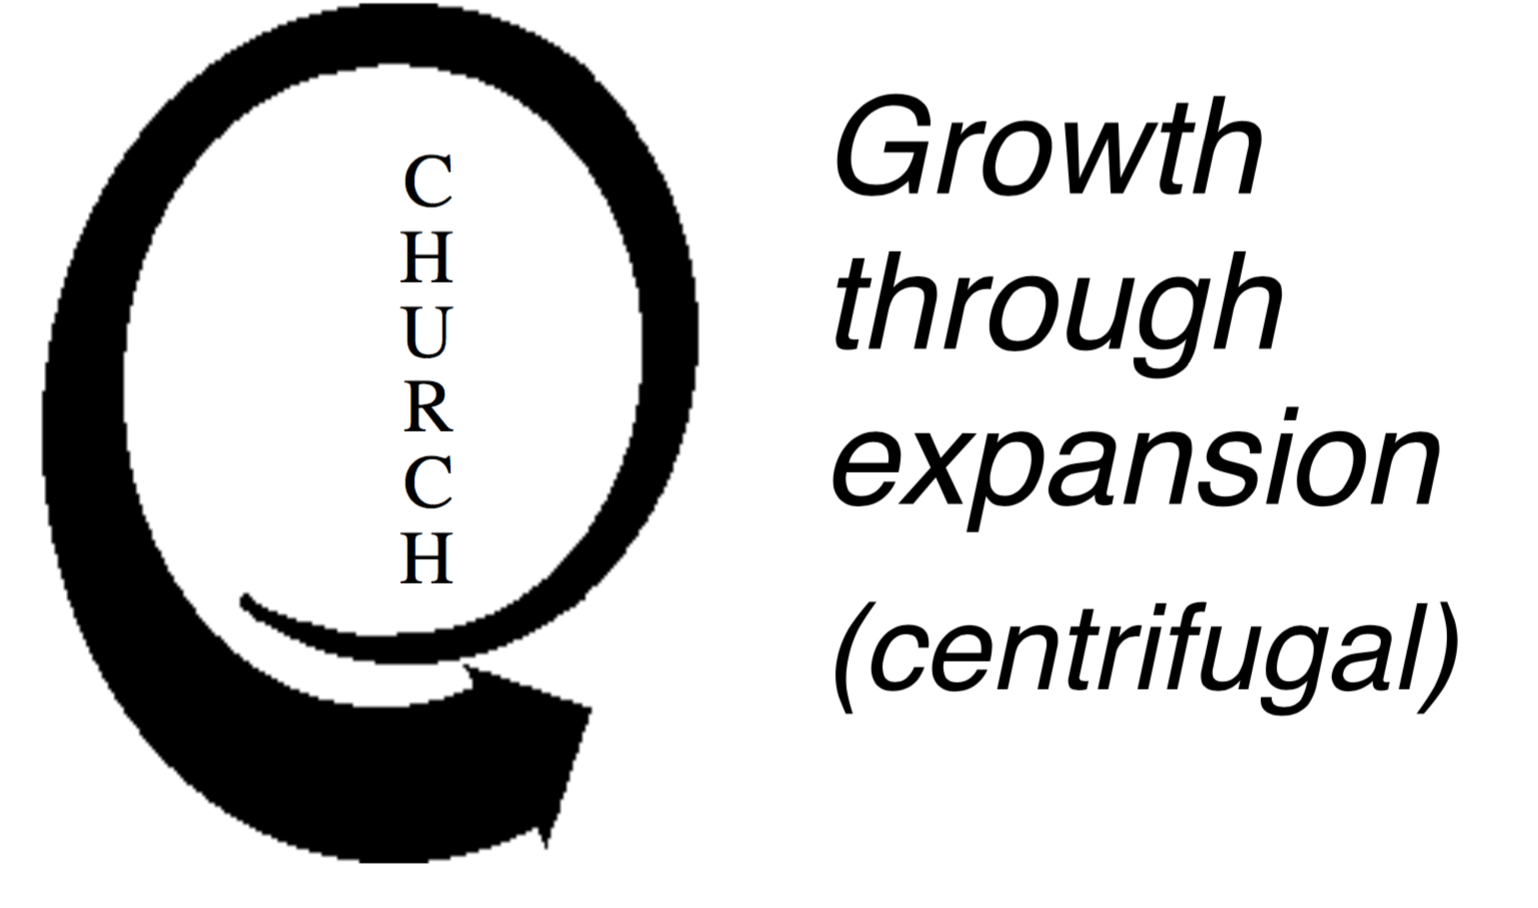 C
H
U
R
C
H
Growth
through
expansion
(centrifugal)